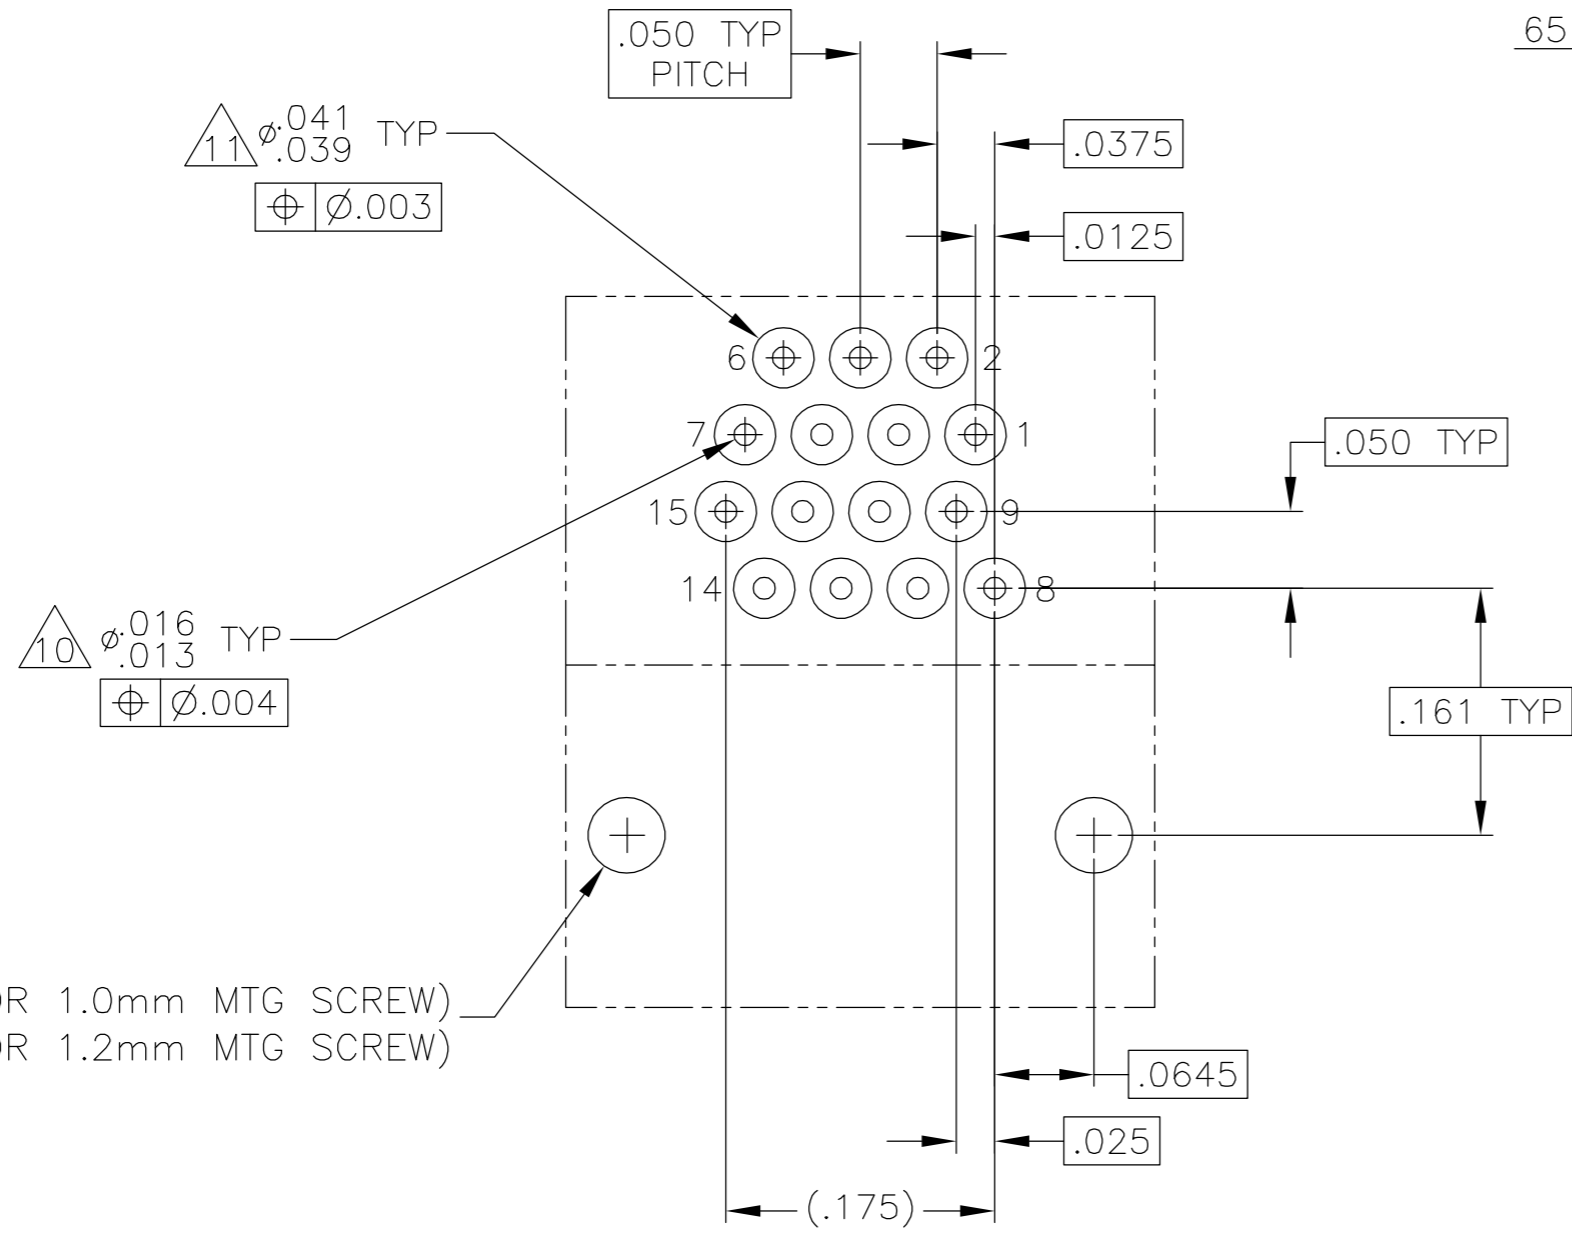 .050 TYP
PITCH
65
11 ⌀.041
.039 TYP
⌖ ⌀.003
.0375
.0125
6
2
7
1
.050 TYP
15
9
14
8
10 ⌀.016
.013 TYP
⌖ ⌀.004
.161 TYP
OR 1.0mm MTG SCREW)
OR 1.2mm MTG SCREW)
.0645
.025
(.175)